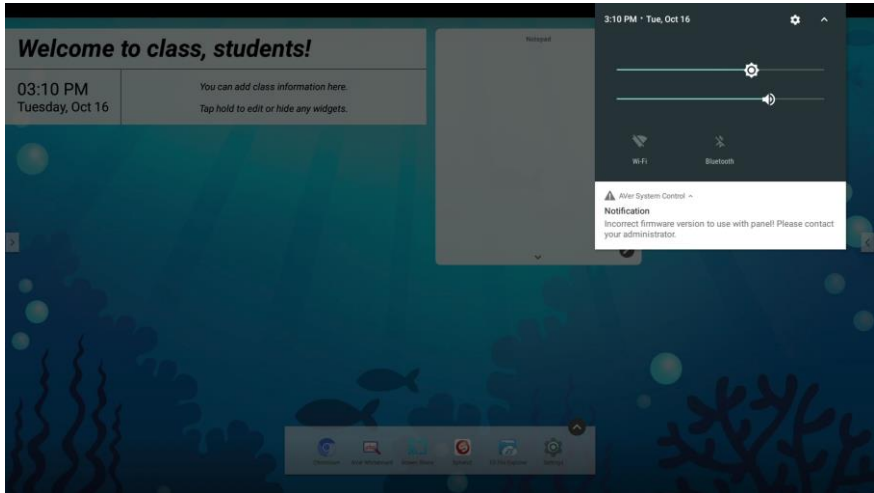 3:10 PM • Tue, Oct 16
Welcome to class, students!
03:10 PM
Tuesday, Oct 16
You can add class information here.
Tap hold to edit or hide any widgets.
Notepad
Wi-Fi
Bluetooth
AVer System Control
Notification
Incorrect firmware version to use with panel! Please contact
your administrator.
Chromium
Settings